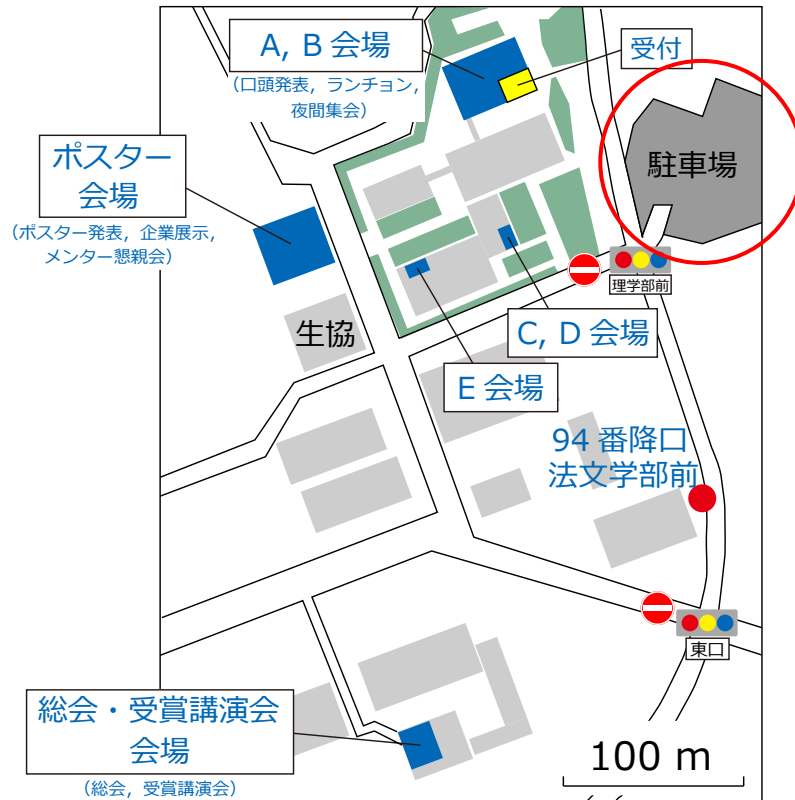 A, B 会場
(口頭発表，ランチョン，
夜間集会)
受付
ポスター
会場
(ポスター発表，企業展示，
メンター懇親会)
駐車場
理学部前
生協
C, D 会場
E 会場
94 番降口
法文学部前
東口
総会・受賞講演会
会場
(総会，受賞講演会)
100 m